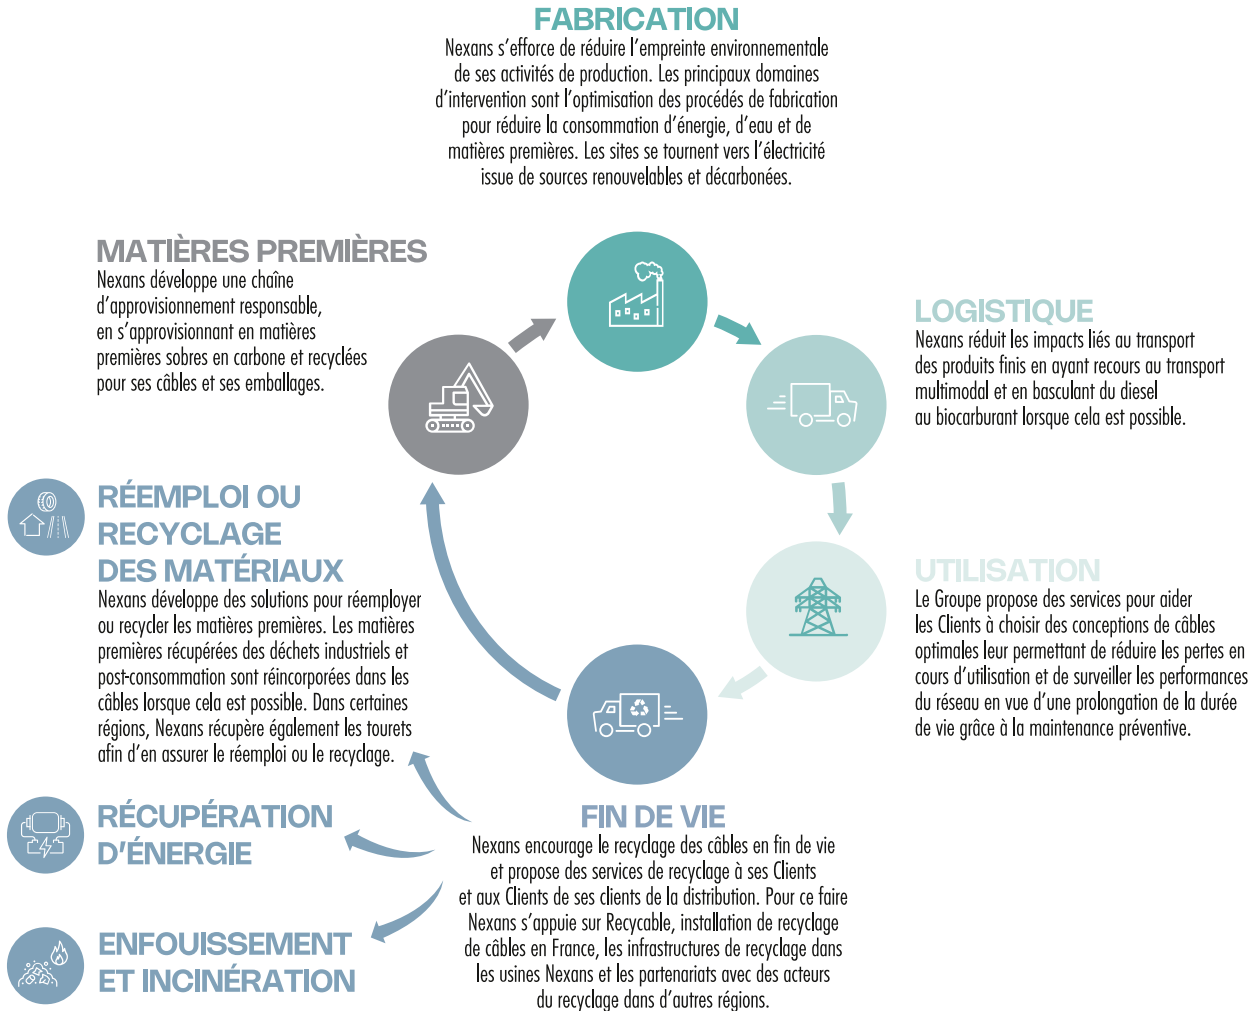 FABRICATION
Nexans s’efforce de réduire l’empreinte environnementale
de ses activités de production. Les principaux domaines
d’intervention sont l’optimisation des procédés de fabrication
pour réduire la consommation d’énergie, d’eau et de
matières premières. Les sites se tournent vers l’électricité
issue de sources renouvelables et décarbonées.
MATIÈRES PREMIÈRES
Nexans développe une chaîne
d’approvisionnement responsable,
en s’approvisionnant en matières
premières sobres en carbone et recyclées
pour ses câbles et ses emballages.
LOGISTIQUE
Nexans réduit les impacts liés au transport
des produits finis en ayant recours au transport
multimodal et en basculant du diesel
au biocarburant lorsque cela est possible.
RÉEMPLOI OU
RECYCLAGE
DES MATÉRIAUX
Nexans développe des solutions pour réemployer
ou recycler les matières premières. Les matières
premières récupérées des déchets industriels et
post-consommation sont réincorporées dans les
câbles lorsque cela est possible. Dans certaines
régions, Nexans récupère également les tourets
afin d’en assurer le réemploi ou le recyclage.
UTILISATION
Le Groupe propose des services pour aider
les Clients à choisir des conceptions de câbles
optimales leur permettant de réduire les pertes en
cours d’utilisation et de surveiller les performances
du réseau en vue d’une prolongation de la durée
de vie grâce à la maintenance préventive.
RÉCUPÉRATION
D’ÉNERGIE
FIN DE VIE
Nexans encourage le recyclage des câbles en fin de vie
et propose des services de recyclage à ses Clients
et aux Clients de ses clients de la distribution. Pour ce faire
Nexans s’appuie sur Recycable, installation de recyclage
de câbles en France, les infrastructures de recyclage dans
les usines Nexans et les partenariats avec des acteurs
du recyclage dans d’autres régions.
ENFOUISSEMENT
ET INCINÉRATION